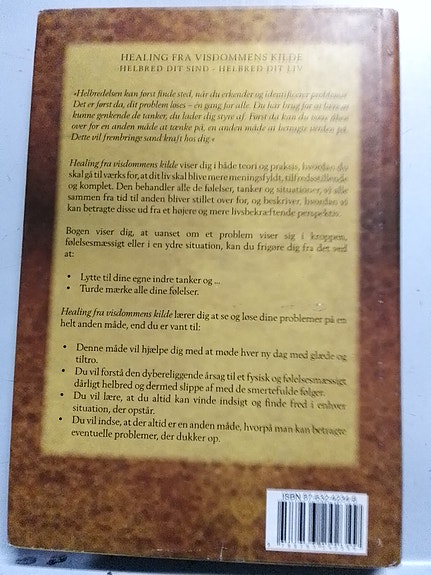 HEALING FRA VISDOMMENS KILDE
HELBRED DIT SIND - HELBRED DIT LIV
»Helbredelsen kan først finde sted, når du erkender og identificerer problemet.
Det er først da, dit problem løses – én gang for alle. Du har brug for at lære at
kunne genkende de tanker, du lader dig styre af. Først kan du være åben
over for en anden måde at tænke på, en anden måde at betragte verden på.
Dette vil frembringe sand kraft hos dig.«
Healing fra visdommens kilde viser dig i både teori og praksis, hvordan du
skal gå til værks for, at dit liv skal blive mere meningsfyldt, tilfredsstillende
og komplet. Den behandler alle de følelser, tanker og situationer, vi alle
sammen fra tid til anden bliver stillet over for, og beskriver, hvordan vi
kan betragte disse ud fra et højere og mere livsbekræftende perspektiv.
Bogen viser dig, at uanset om et problem viser sig i kroppen,
følelsesmæssigt eller i en ydre situation, kan du frigøre dig fra det ved
at:
• Lytte til dine egne indre tanker og ...
• Turde mærke alle dine følelser.
Healing fra visdommens kilde lærer dig at se og løse dine problemer på en
helt anden måde, end du er vant til:
• Denne måde vil hjælpe dig med at møde hver ny dag med glæde og
tiltro.
• Du vil forstå den dybereliggende årsag til et fysisk og følelsesmæssigt
dårligt helbred og dermed slippe af med de smertefulde følger.
• Du vil lære, at du altid kan vinde indsigt og finde fred i enhver
situation, der opstår.
• Du vil indse, at der altid er en anden måde, hvorpå man kan betragte
eventuelle problemer, der dukker op.
ISBN